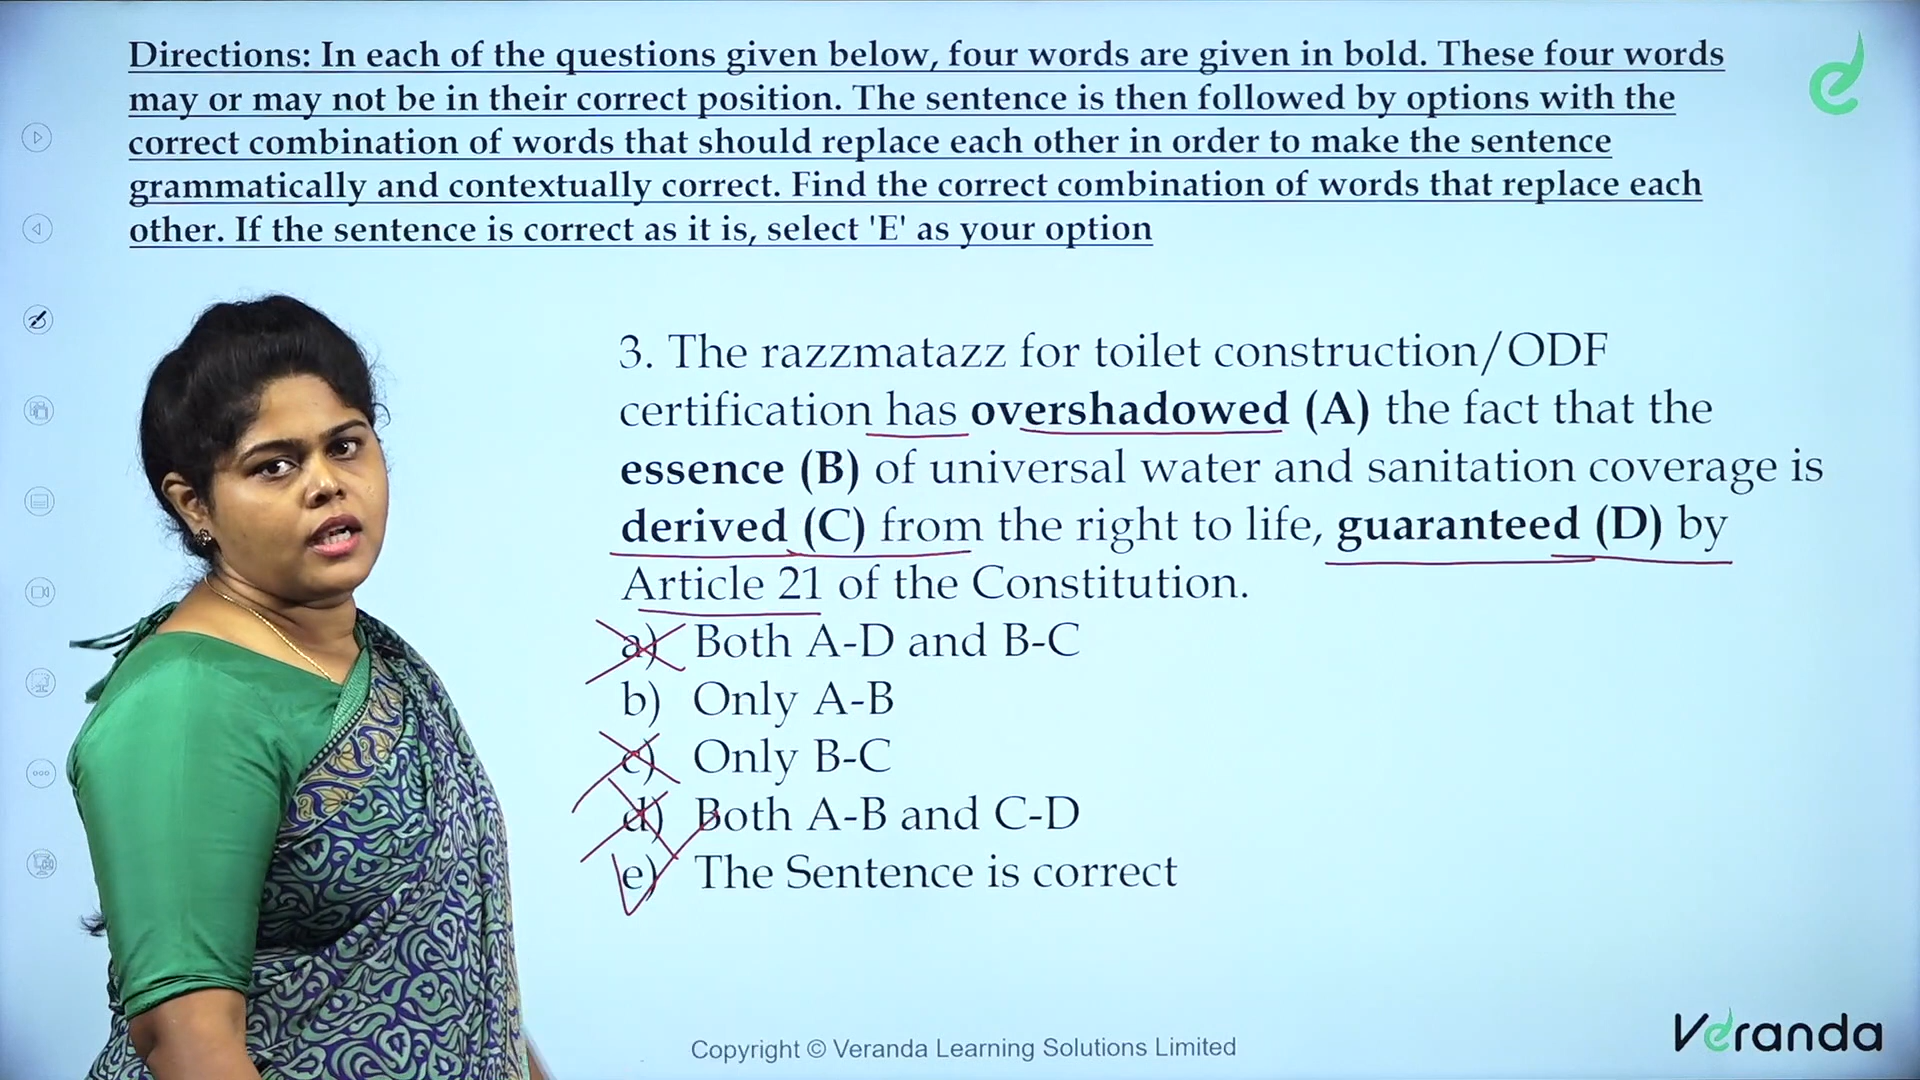 Directions: In each of the questions given below, four words are given in bold. These four words
may or may not be in their correct position. The sentence is then followed by options with the
correct combination of words that should replace each other in order to make the sentence
grammatically and contextually correct. Find the correct combination of words that replace each
other. If the sentence is correct as it is, select 'E' as your option
3. The razzmatazz for toilet construction/ODF
certification has overshadowed (A) the fact that the
essence (B) of universal water and sanitation coverage is
derived (C) from the right to life, guaranteed (D) by
Article 21 of the Constitution.
a) Both A-D and B-C
b) Only A-B
c) Only B-C
d) Both A-B and C-D
e) The Sentence is correct
Copyright © Veranda Learning Solutions Limited
Veranda